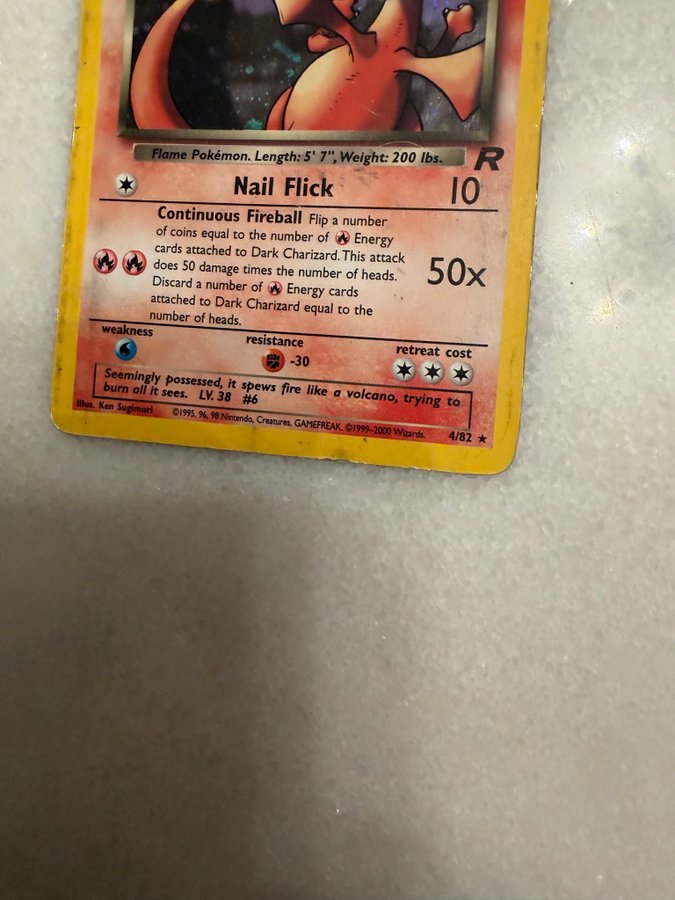 Flame Pokémon. Length: 5' 7", Weight: 200 lbs.
R
Nail Flick 10
Continuous Fireball Flip a number
of coins equal to the number of Energy
cards attached to Dark Charizard. This attack
does 50 damage times the number of heads.
Discard a number of Energy cards
attached to Dark Charizard equal to the
number of heads.
50x
weakness
resistance
-30
retreat cost
Seemingly possessed, it spews fire like a volcano, trying to
burn all it sees. LV. 38 #6
Illus. Ken Sugimori
©1995, 96, 98 Nintendo, Creatures, GAMEFREAK. ©1999-2000 Wizards.
4/82